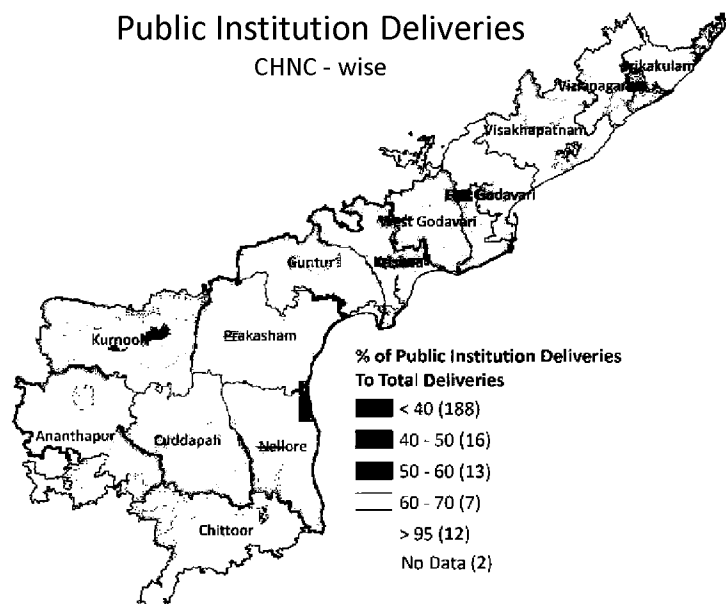 Public Institution Deliveries
CHNC - wise
Srikakulam
Vizianagaram
Visakhapatnam
East Godavari
West Godavari
Krishna
Guntur
Prakasham
Kurnool
Ananthapur
Cuddapah
Nellore
Chittoor
% of Public Institution Deliveries
To Total Deliveries
< 40 (188)
40 - 50 (16)
50 - 60 (13)
60 - 70 (7)
> 95 (12)
No Data (2)